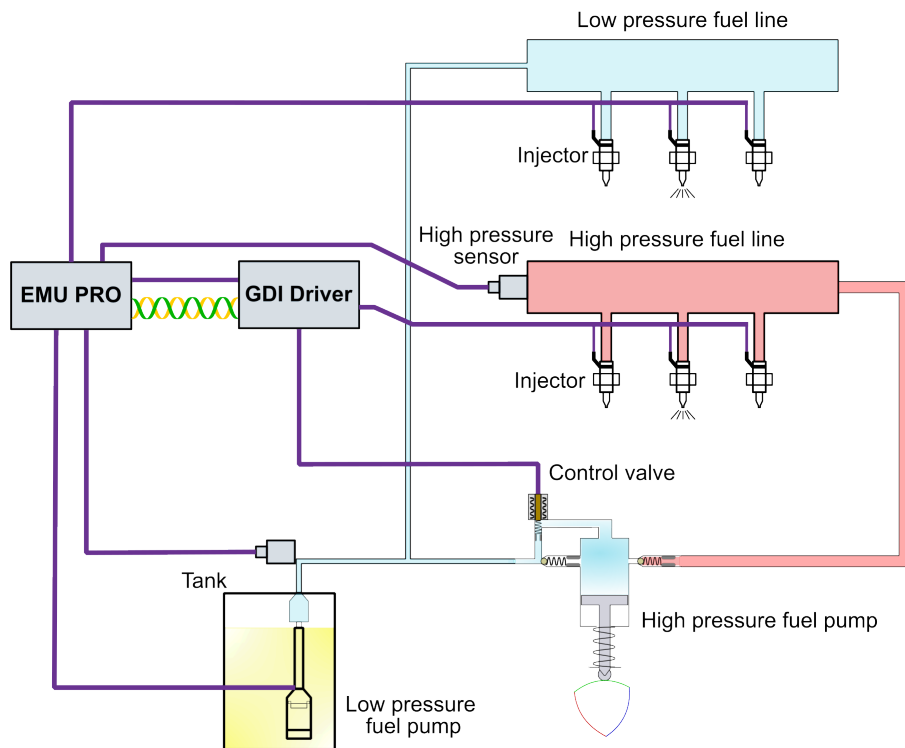 Low pressure fuel line
Injector
High pressure
sensor
High pressure fuel line
EMU PRO
GDI Driver
Injector
Control valve
Tank
High pressure fuel pump
Low pressure
fuel pump